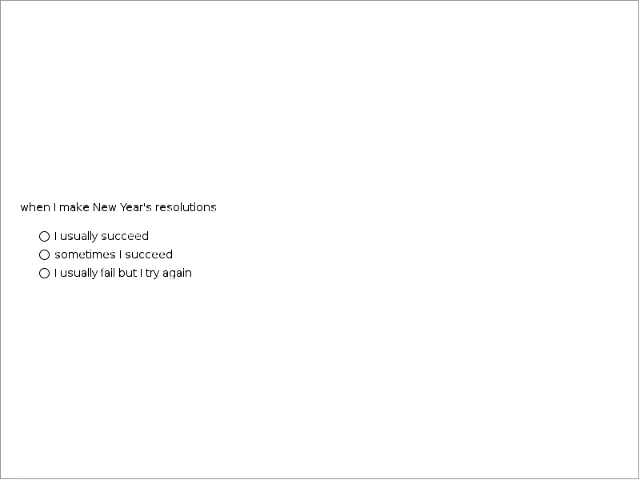 when I make New Year's resolutions
I usually succeed
sometimes I succeed
I usually fail but I try again